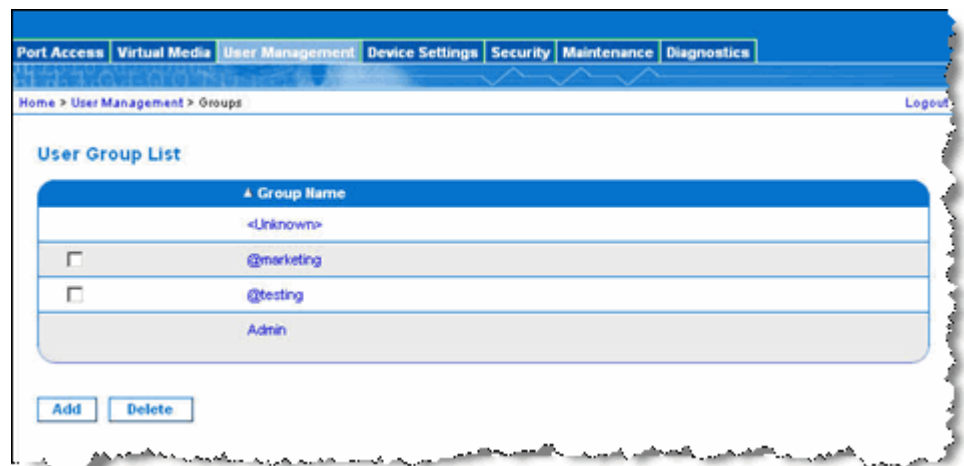 Port Access Virtual Media User Management Device Settings Security Maintenance Diagnostics
Home > User Management > Groups Logout
User Group List
▲ Group Name
<Unknown>
@marketing
@testing
Admin
Add Delete